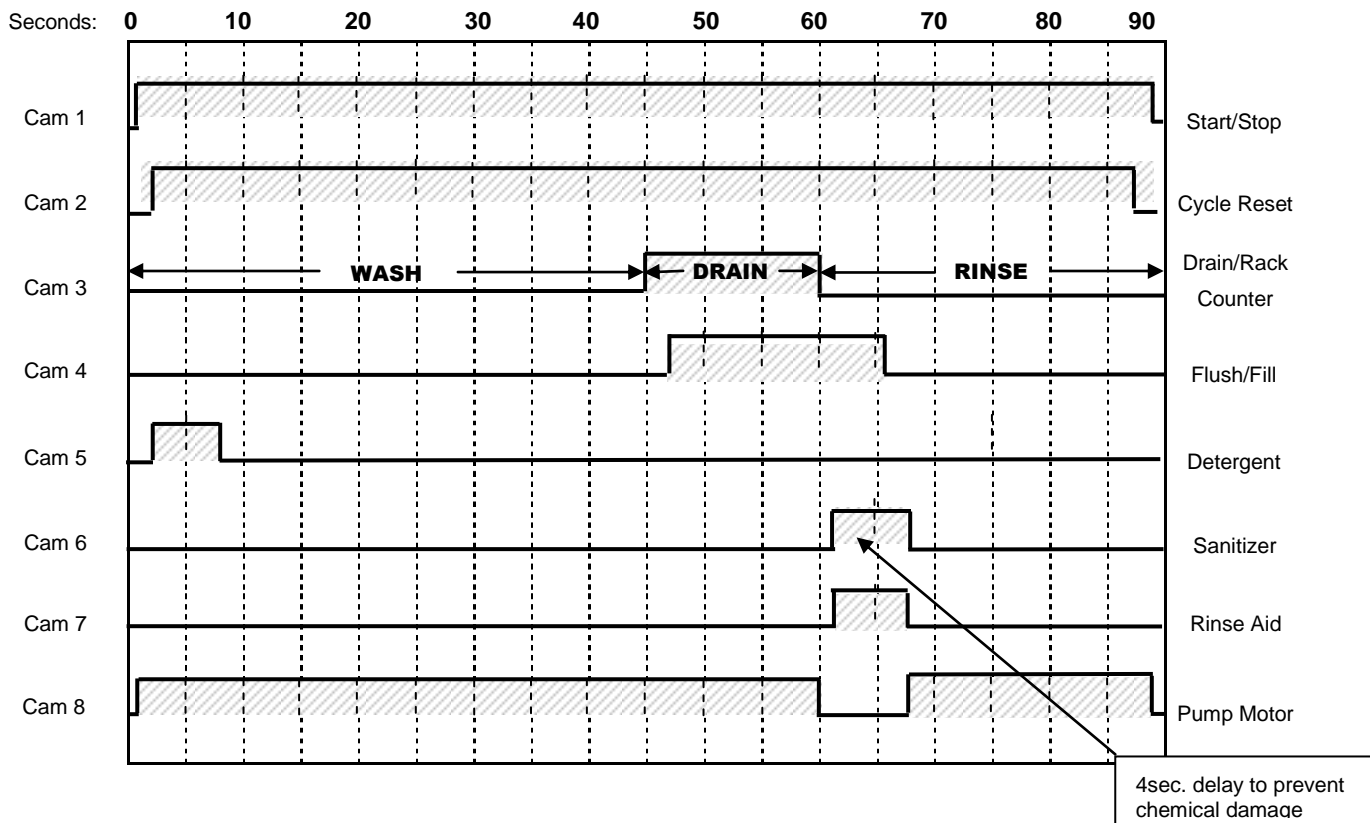 Seconds: 0 10 20 30 40 50 60 70 80 90
Cam 1 Start/Stop
Cam 2 Cycle Reset
WASH DRAIN RINSE
Cam 3 Drain/Rack
Counter
Cam 4 Flush/Fill
Cam 5 Detergent
Cam 6 Sanitizer
Cam 7 Rinse Aid
Cam 8 Pump Motor
4sec. delay to prevent
chemical damage